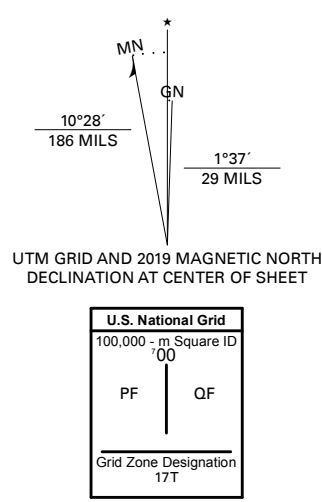 ★
MN
GN
10°28´
186 MILS
1°37´
29 MILS
UTM GRID AND 2019 MAGNETIC NORTH
DECLINATION AT CENTER OF SHEET
U.S. National Grid
100,000 - m Square ID
⁷00
PF QF
Grid Zone Designation
17T